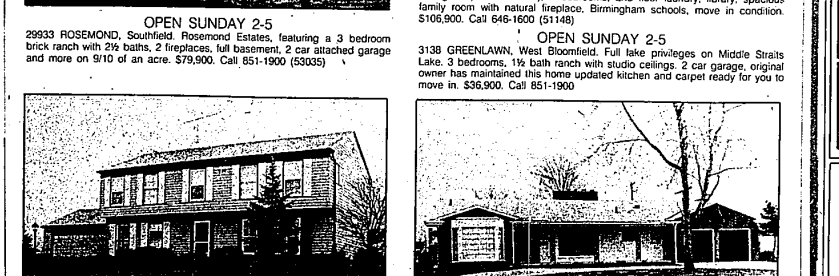 OPEN SUNDAY 2-5
29933 ROSEMOND, Southfield. Rosemond Estates, featuring a 3 bedroom
brick ranch with 2½ baths, 2 fireplaces, full basement, 2 car attached garage
and more on 9/10 of an acre. $79,900. Call 851-1900 (53035)
family room with natural fireplace, Birmingham schools, move in condition.
$106,900. Call 646-1600 (51148)
OPEN SUNDAY 2-5
3138 GREENLAWN, West Bloomfield. Full lake privileges on Middle Straits
Lake. 3 bedrooms, 1½ bath ranch with studio ceilings. 2 car garage, original
owner has maintained this home updated kitchen and carpet ready for you to
move in. $36,900. Call 851-1900